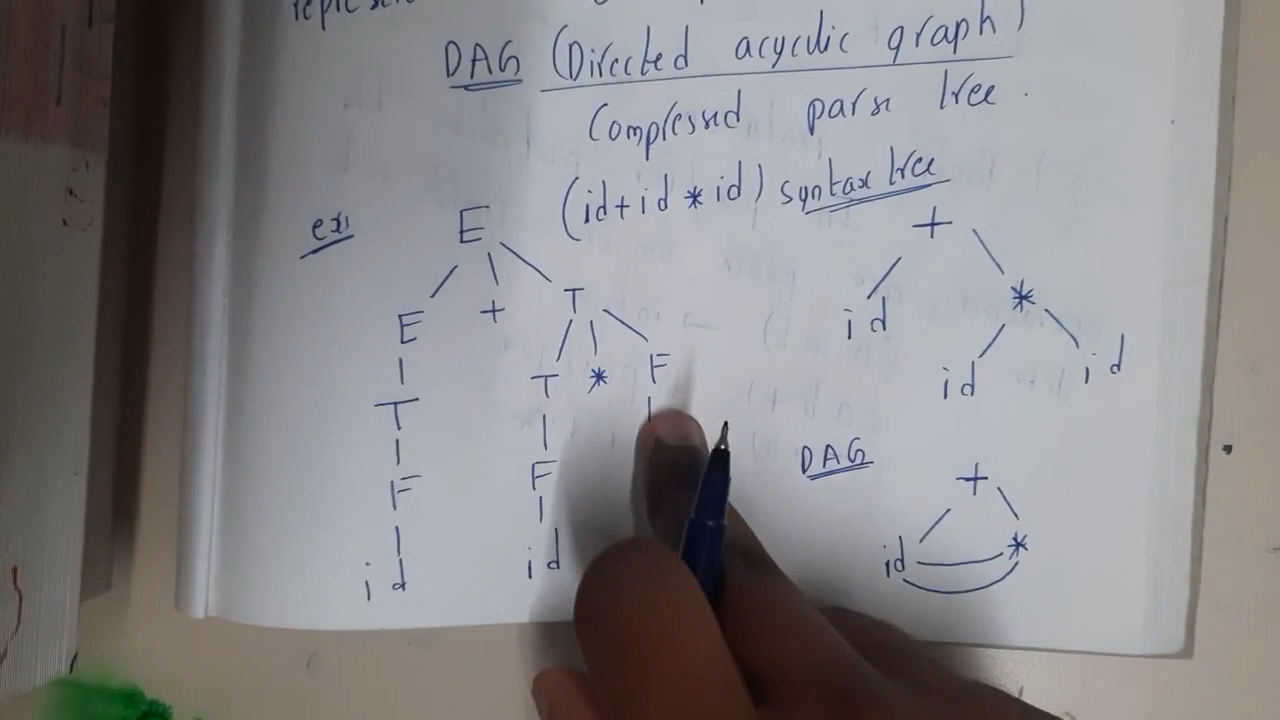 DAG (Directed acyclic graph)
Compressed parse tree.
(id+id * id) syntax tree
ex:
E
E + T
T T * F
F F
id id
+
id *
id id
DAG
+
id *